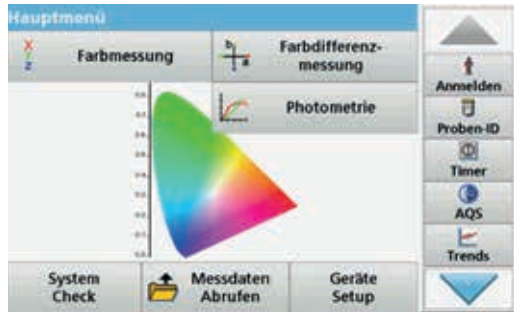 Hauptmenü
X
Y
Z
Farbmessung
b
a
Farbdifferenz-
messung
Photometrie
System
Check
Messdaten
Abrufen
Geräte
Setup
Anmelden
Proben-ID
Timer
AQS
Trends